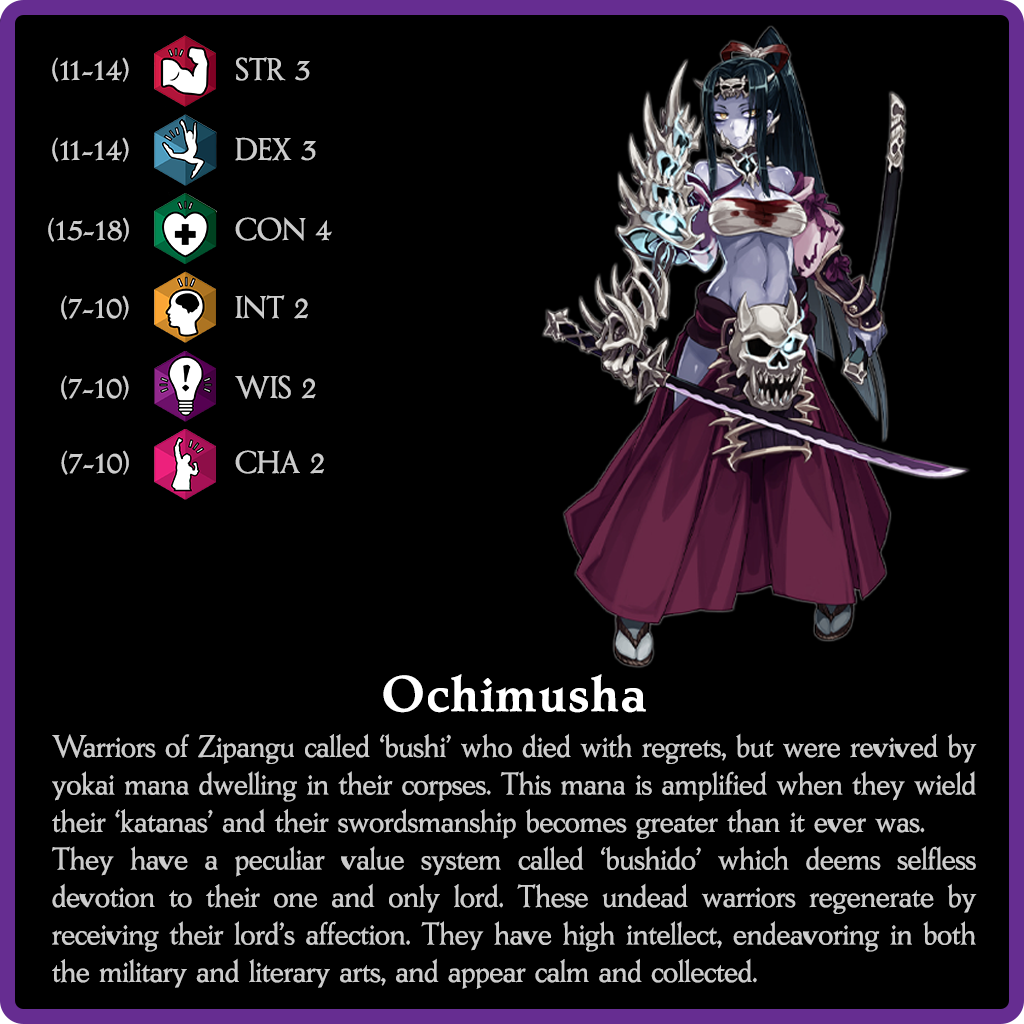 (11-14) STR 3
(11-14) DEX 3
(15-18) CON 4
(7-10) INT 2
(7-10) WIS 2
(7-10) CHA 2
Ochimusha
Warriors of Zipangu called ‘bushi’ who died with regrets, but were revived by
yokai mana dwelling in their corpses. This mana is amplified when they wield
their ‘katanas’ and their swordsmanship becomes greater than it ever was.
They have a peculiar value system called ‘bushido’ which deems selfless
devotion to their one and only lord. These undead warriors regenerate by
receiving their lord’s affection. They have high intellect, endeavoring in both
the military and literary arts, and appear calm and collected.